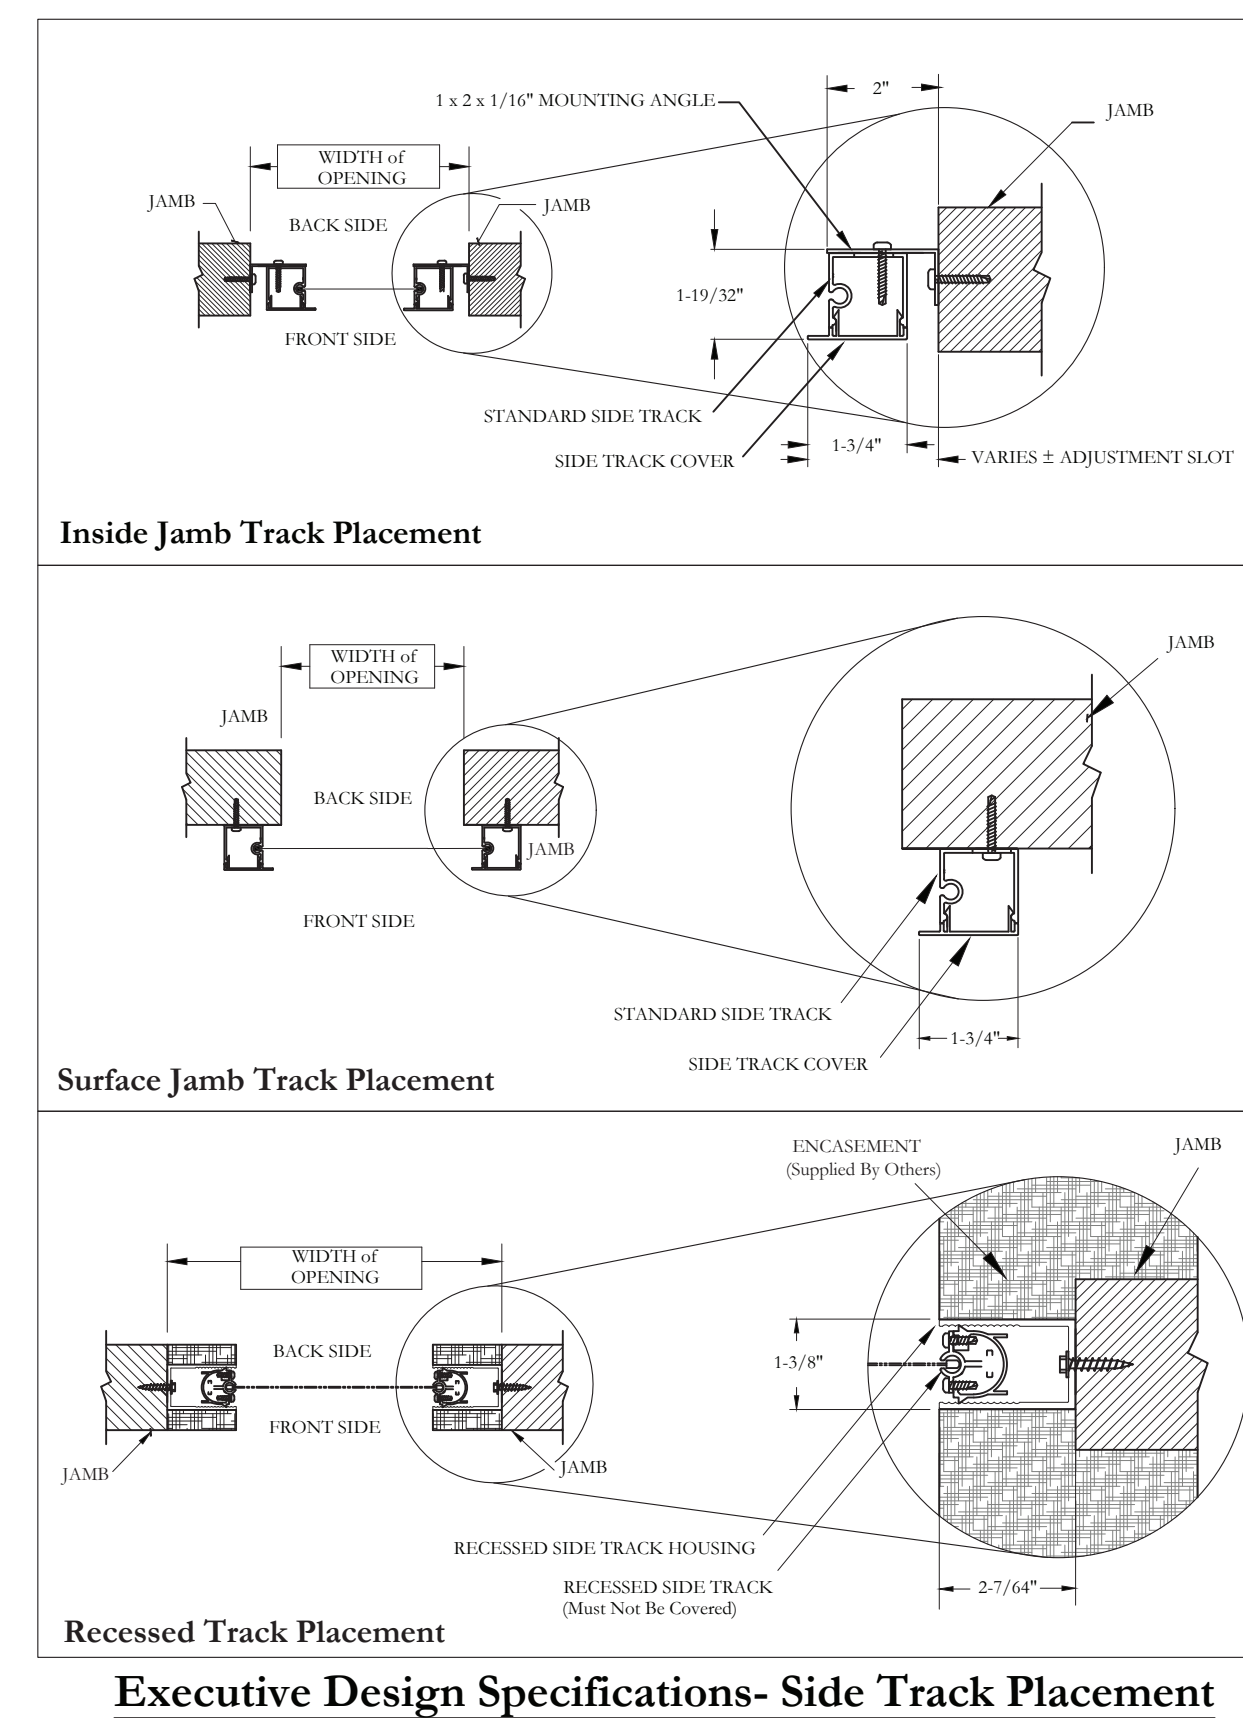 1 x 2 x 1/16" MOUNTING ANGLE
2"
JAMB
WIDTH of
OPENING
JAMB
JAMB
BACK SIDE
1-19/32"
FRONT SIDE
STANDARD SIDE TRACK
1-3/4"
SIDE TRACK COVER
VARIES ± ADJUSTMENT SLOT
Inside Jamb Track Placement
JAMB
WIDTH of
OPENING
JAMB
BACK SIDE
JAMB
FRONT SIDE
STANDARD SIDE TRACK
1-3/4"
SIDE TRACK COVER
Surface Jamb Track Placement
ENCASEMENT
(Supplied By Others)
JAMB
WIDTH of
OPENING
BACK SIDE
1-3/8"
FRONT SIDE
JAMB
JAMB
RECESSED SIDE TRACK HOUSING
RECESSED SIDE TRACK
(Must Not Be Covered)
2-7/64"
Recessed Track Placement
Executive Design Specifications- Side Track Placement